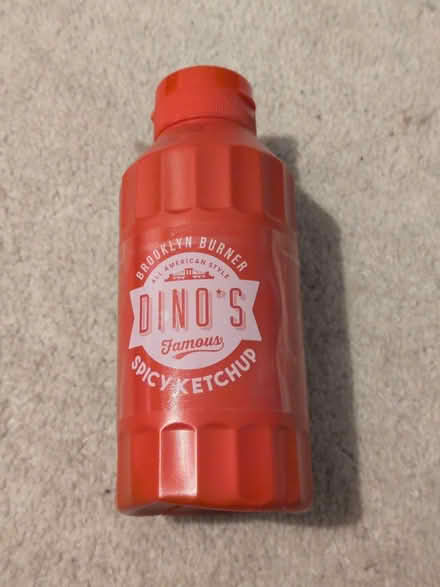 BROOKLYN BURNER
ALL AMERICAN STYLE
DINO'S
Famous
SPICY KETCHUP